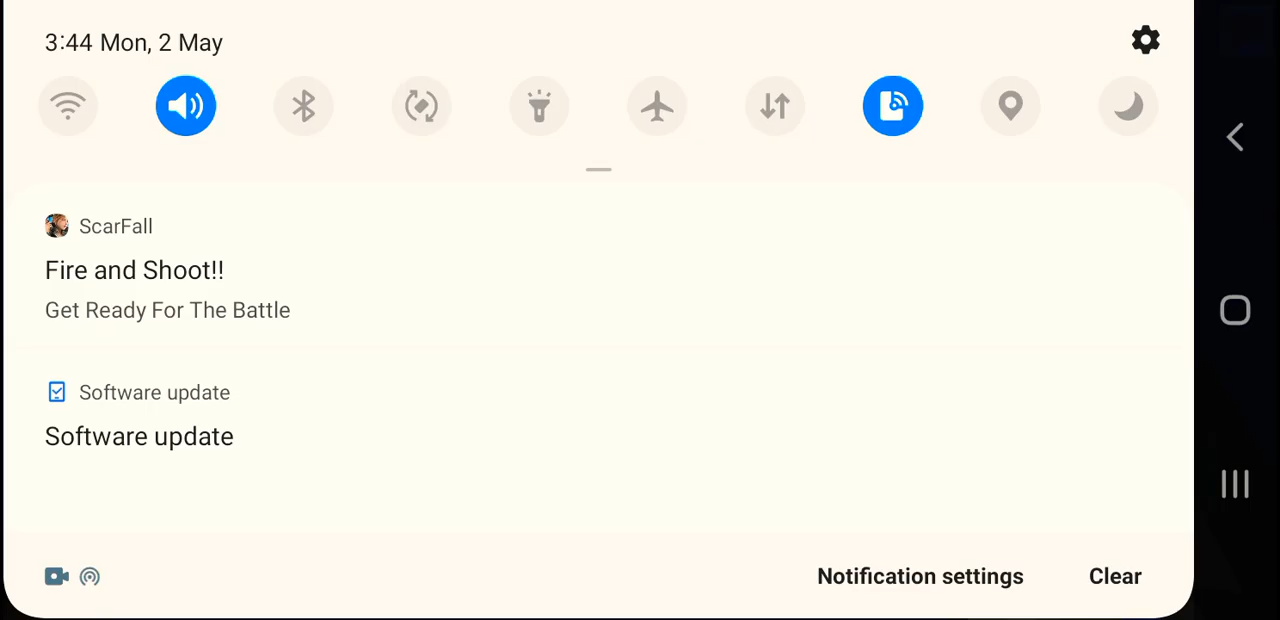 3:44 Mon, 2 May
ScarFall
Fire and Shoot!!
Get Ready For The Battle
Software update
Software update
Notification settings
Clear